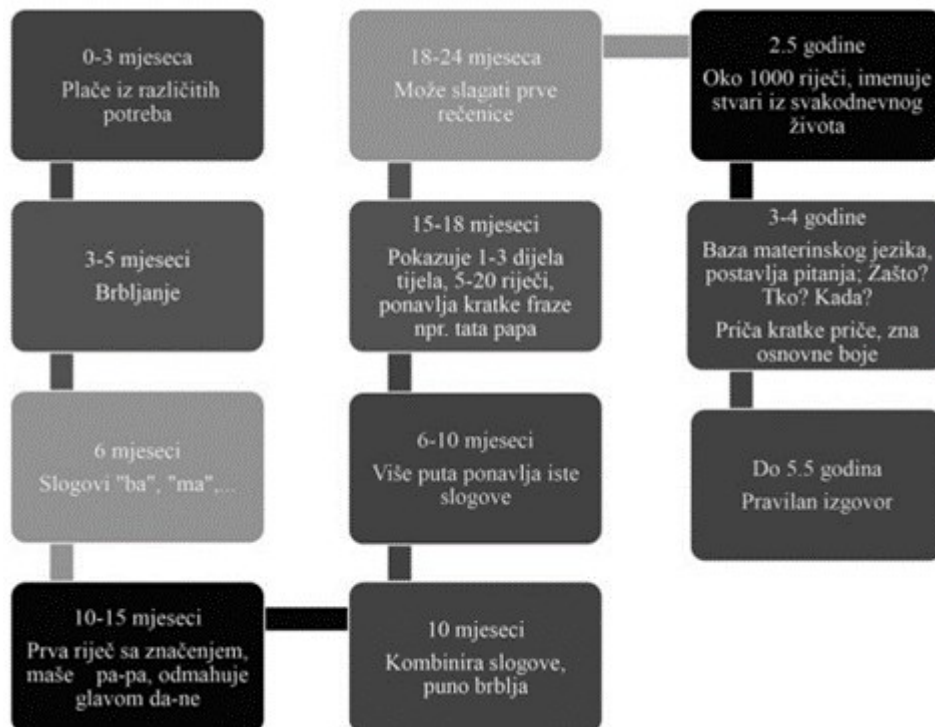 0-3 mjeseca
Plače iz različitih
potreba
3-5 mjeseci
Brbljanje
6 mjeseci
Slogovi "ba", "ma",...
10-15 mjeseci
Prva riječ sa značenjem,
maše pa-pa, odmahuje
glavom da-ne
10 mjeseci
Kombinira slogove,
puno brblja
6-10 mjeseci
Više puta ponavlja iste
slogove
15-18 mjeseci
Pokazuje 1-3 dijela
tijela, 5-20 riječi,
ponavlja kratke fraze
npr. tata papa
18-24 mjeseca
Može slagati prve
rečenice
2.5 godine
Oko 1000 riječi, imenuje
stvari iz svakodnevnog
života
3-4 godine
Baza materinskog jezika,
postavlja pitanja; Zašto?
Tko? Kada?
Priča kratke priče, zna
osnovne boje
Do 5.5 godina
Pravilan izgovor